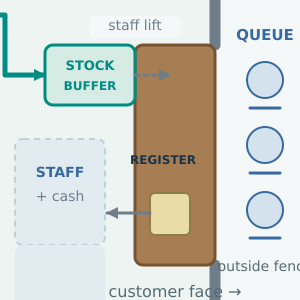 staff lift
QUEUE
STOCK
BUFFER
REGISTER
STAFF
+ cash
outside fenc
customer face →